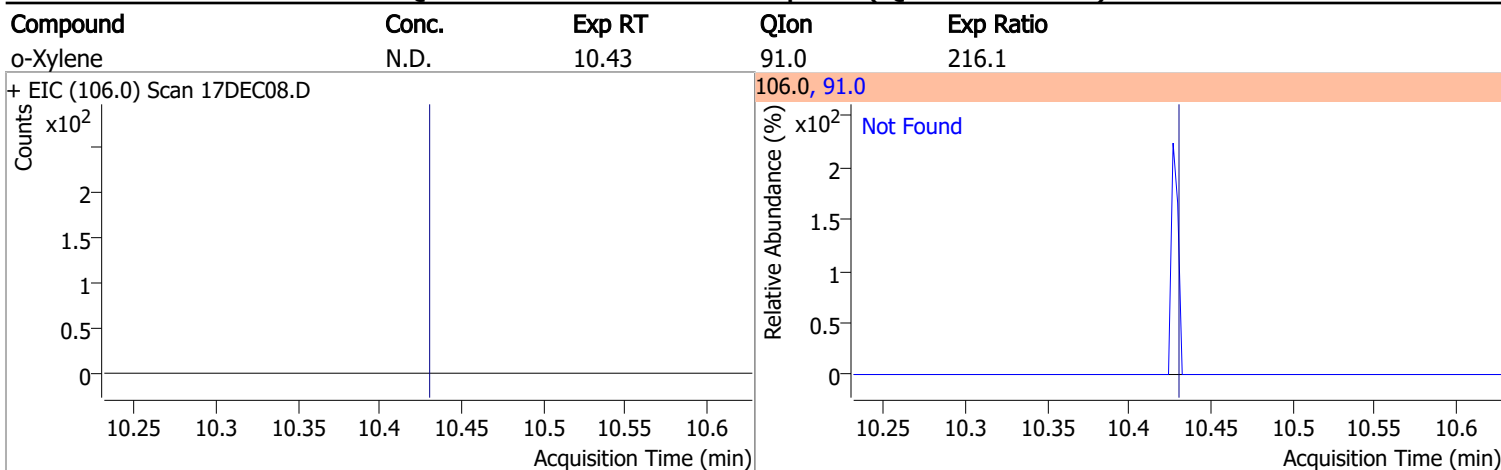 Compound Conc. Exp RT QIon Exp Ratio
o-Xylene N.D. 10.43 91.0 216.1
+ EIC (106.0) Scan 17DEC08.D
Counts
x10²
2
1.5
1
0.5
0
10.25 10.3 10.35 10.4 10.45 10.5 10.55 10.6
Acquisition Time (min)
106.0, 91.0
Relative Abundance (%)
x10²
Not Found
2
1.5
1
0.5
0
10.25 10.3 10.35 10.4 10.45 10.5 10.55 10.6
Acquisition Time (min)